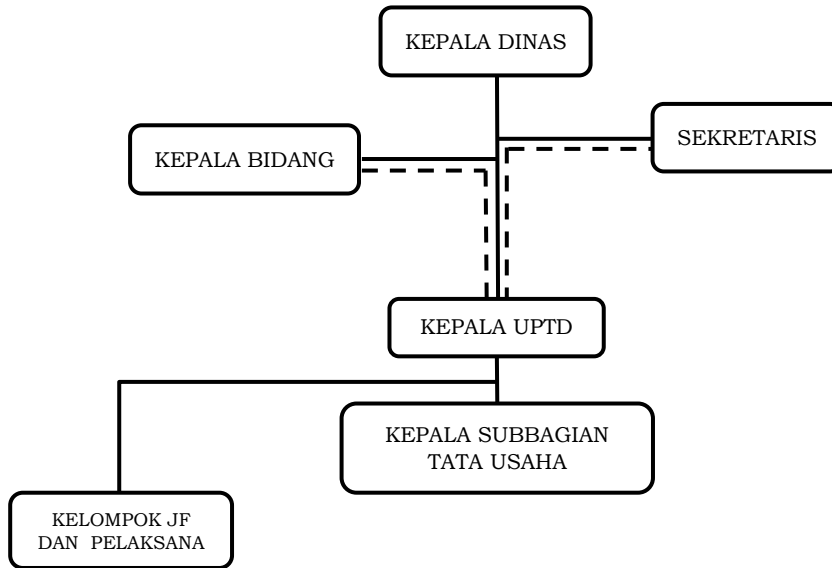 KEPALA DINAS
SEKRETARIS
KEPALA BIDANG
KEPALA UPTD
KEPALA SUBBAGIAN
TATA USAHA
KELOMPOK JF
DAN PELAKSANA